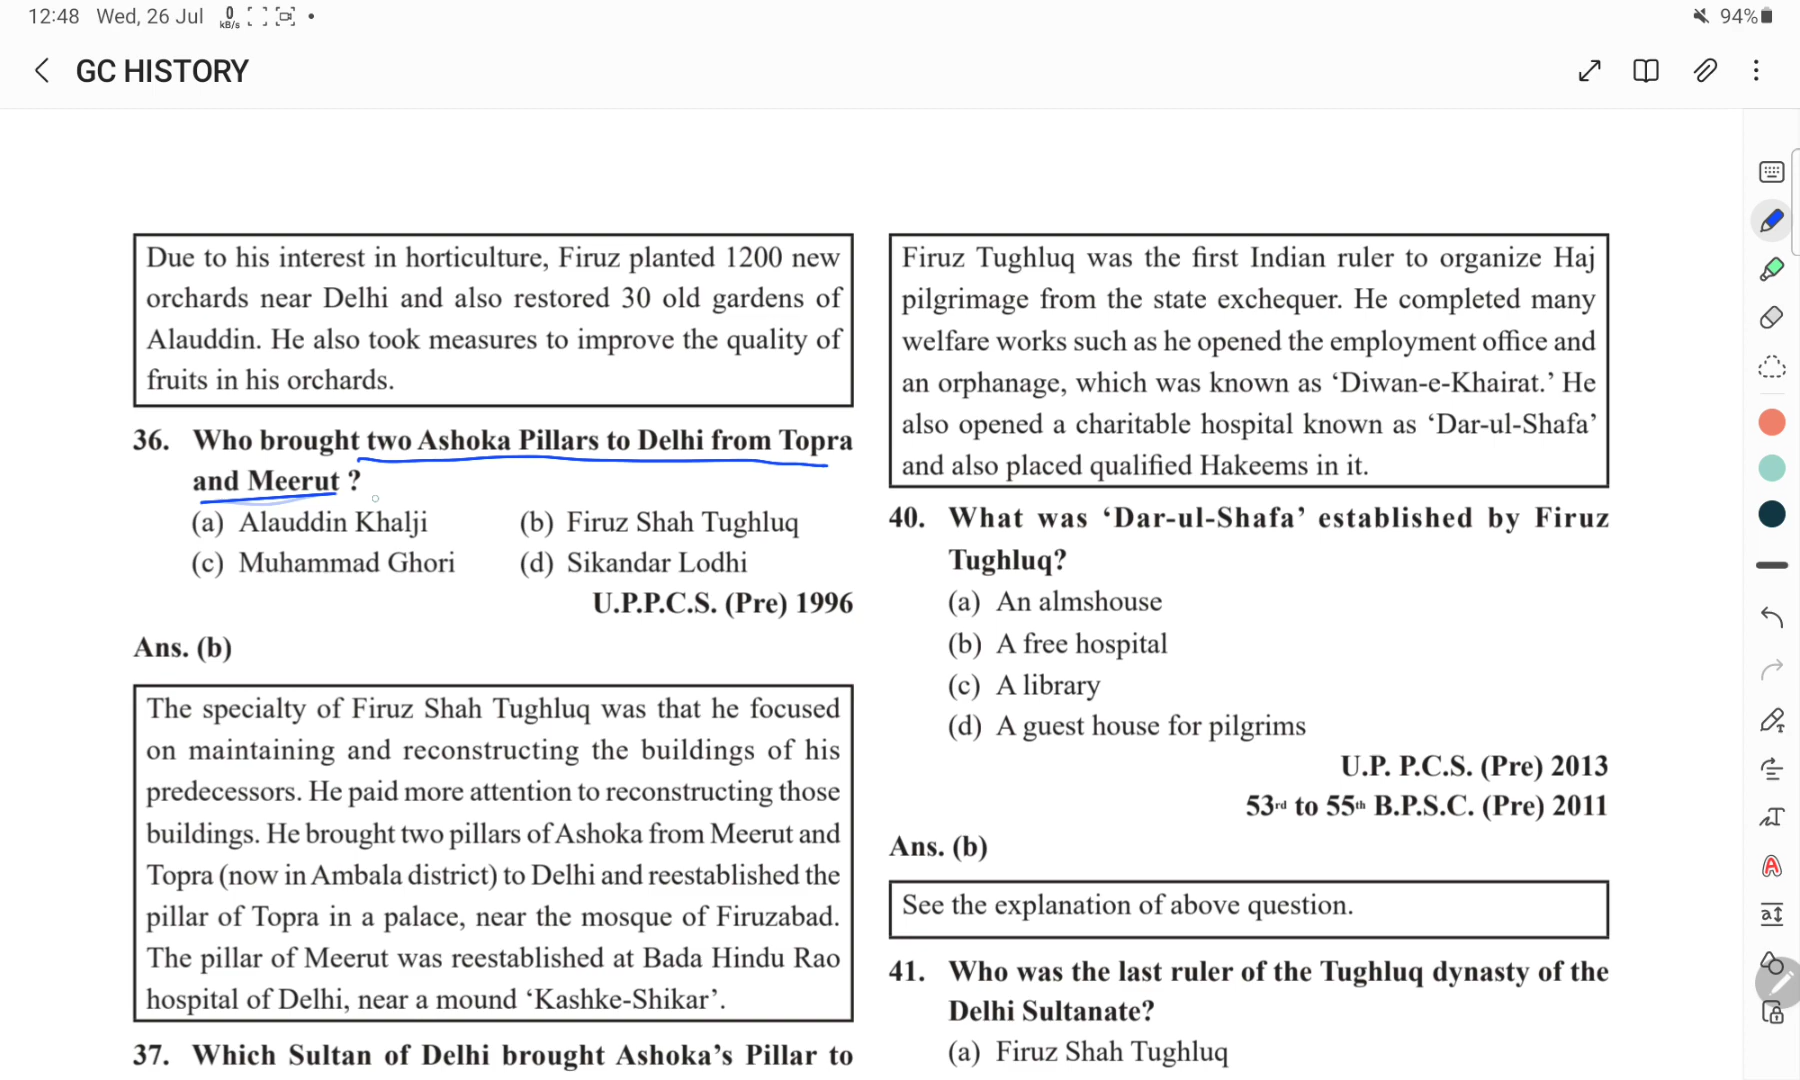 12:48 Wed, 26 Jul 0 kB/s
94%
GC HISTORY
Due to his interest in horticulture, Firuz planted 1200 new
orchards near Delhi and also restored 30 old gardens of
Alauddin. He also took measures to improve the quality of
fruits in his orchards.
36. Who brought two Ashoka Pillars to Delhi from Topra
and Meerut ?
(a) Alauddin Khalji (b) Firuz Shah Tughluq
(c) Muhammad Ghori (d) Sikandar Lodhi
U.P.P.C.S. (Pre) 1996
Ans. (b)
The specialty of Firuz Shah Tughluq was that he focused
on maintaining and reconstructing the buildings of his
predecessors. He paid more attention to reconstructing those
buildings. He brought two pillars of Ashoka from Meerut and
Topra (now in Ambala district) to Delhi and reestablished the
pillar of Topra in a palace, near the mosque of Firuzabad.
The pillar of Meerut was reestablished at Bada Hindu Rao
hospital of Delhi, near a mound ‘Kashke-Shikar’.
37. Which Sultan of Delhi brought Ashoka’s Pillar to
Firuz Tughluq was the first Indian ruler to organize Haj
pilgrimage from the state exchequer. He completed many
welfare works such as he opened the employment office and
an orphanage, which was known as ‘Diwan-e-Khairat.’ He
also opened a charitable hospital known as ‘Dar-ul-Shafa’
and also placed qualified Hakeems in it.
40. What was ‘Dar-ul-Shafa’ established by Firuz
Tughluq?
(a) An almshouse
(b) A free hospital
(c) A library
(d) A guest house for pilgrims
U.P. P.C.S. (Pre) 2013
53rd to 55th B.P.S.C. (Pre) 2011
Ans. (b)
See the explanation of above question.
41. Who was the last ruler of the Tughluq dynasty of the
Delhi Sultanate?
(a) Firuz Shah Tughluq